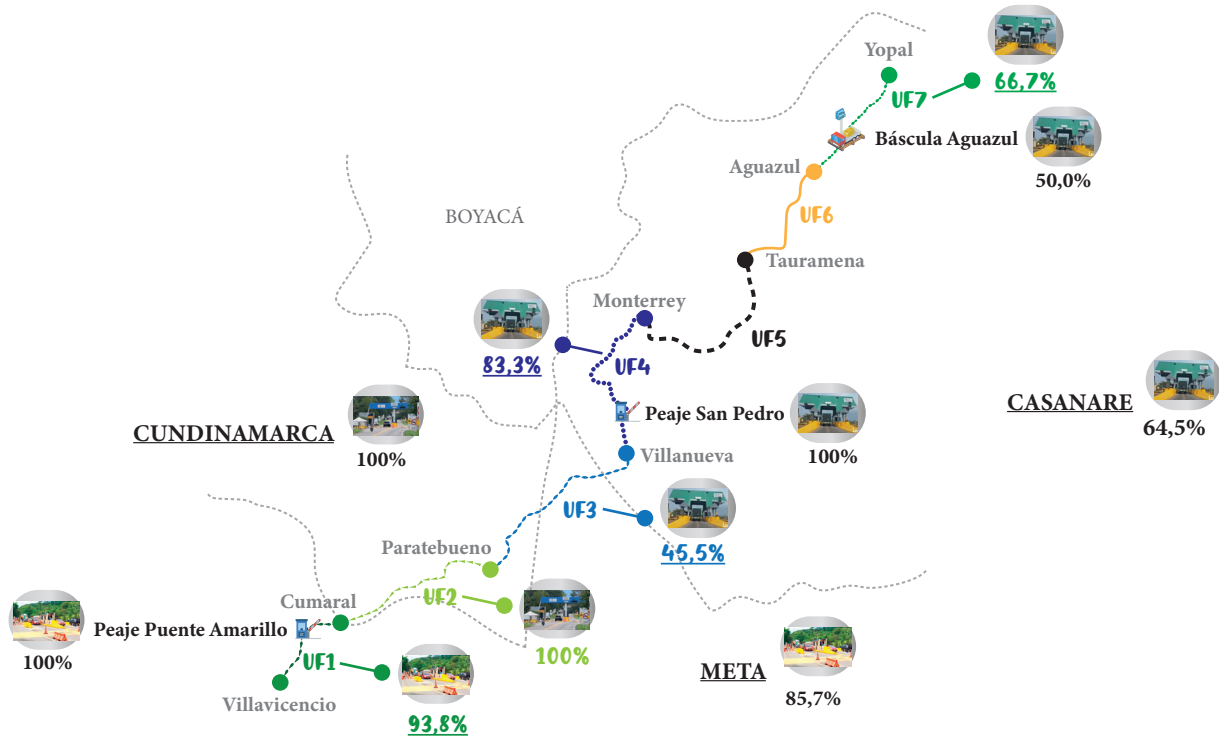 Yopal
66,7%
UF7
Báscula Aguazul
50,0%
Aguazul
UF6
BOYACÁ
Tauramena
Monterrey
UF5
83,3%
UF4
Peaje San Pedro
100%
CASANARE
64,5%
CUNDINAMARCA
100%
Villanueva
UF3
45,5%
Paratebueno
UF2
100%
Cumaral
Peaje Puente Amarillo
100%
UF1
Villavicencio
93,8%
META
85,7%